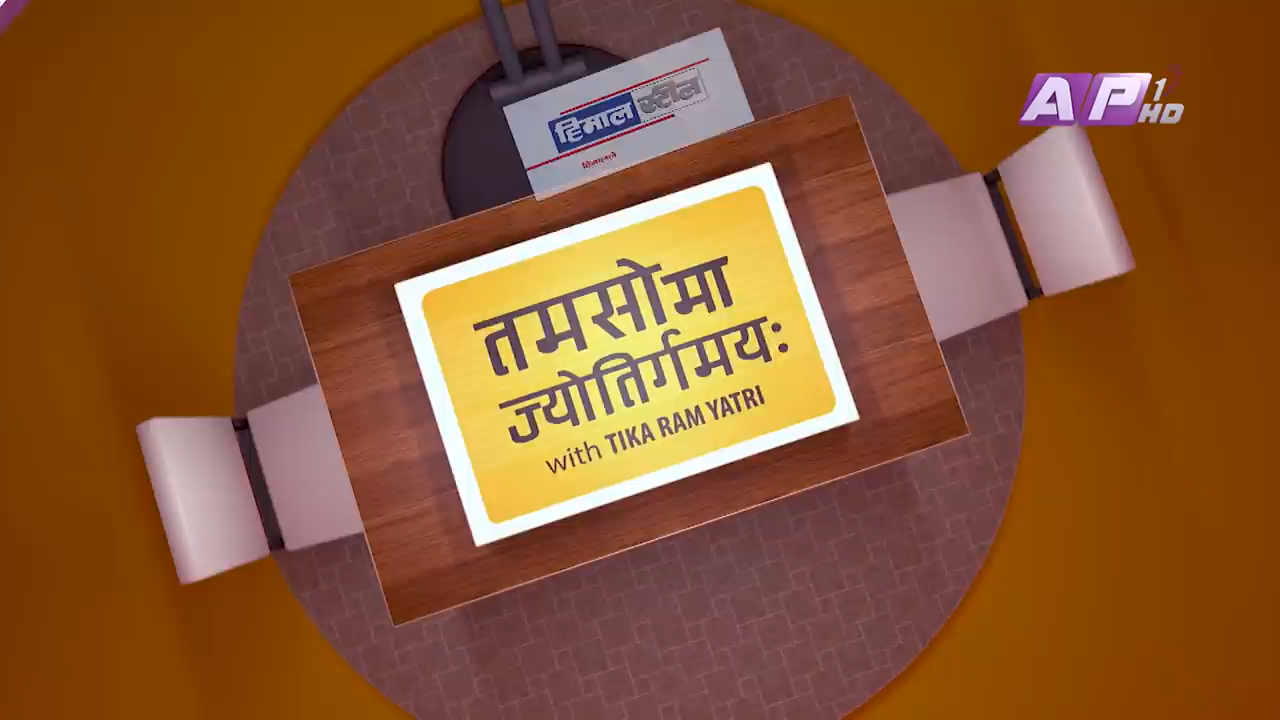 AP1 HD
हिमाल स्टील
तमसोमा
ज्योतिर्गमयः
with TIKA RAM YATRI